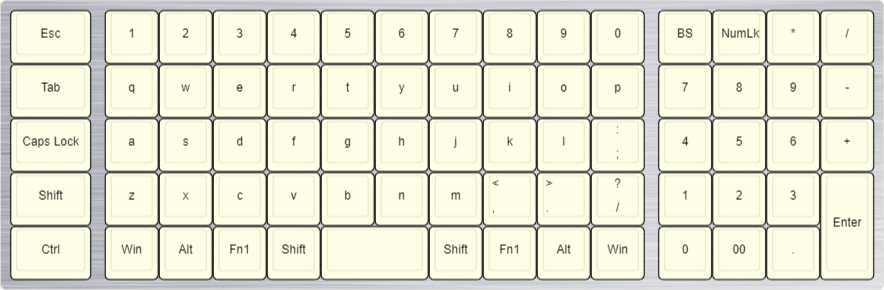 Esc 1 2 3 4 5 6 7 8 9 0 BS NumLk * /
Tab q w e r t y u i o p 7 8 9 -
Caps Lock a s d f g h j k l : ; 4 5 6 +
Shift z x c v b n m < , > . ? / 1 2 3 Enter
Ctrl Win Alt Fn1 Shift Shift Fn1 Alt Win 0 00 .